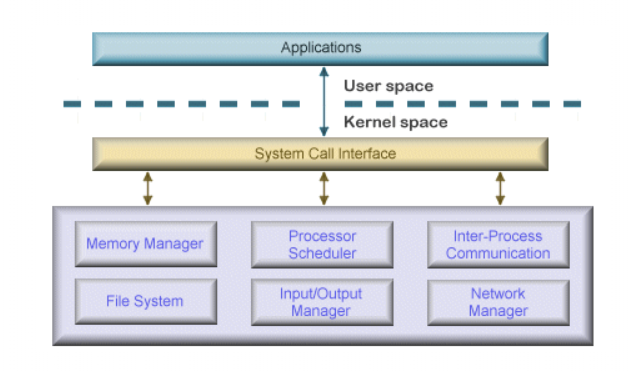 Applications
User space
Kernel space
System Call Interface
Memory Manager
Processor
Scheduler
Inter-Process
Communication
File System
Input/Output
Manager
Network
Manager